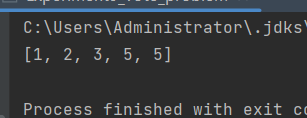 C:\Users\Administrator\.jdks\
[1, 2, 3, 5, 5]
Process finished with exit co